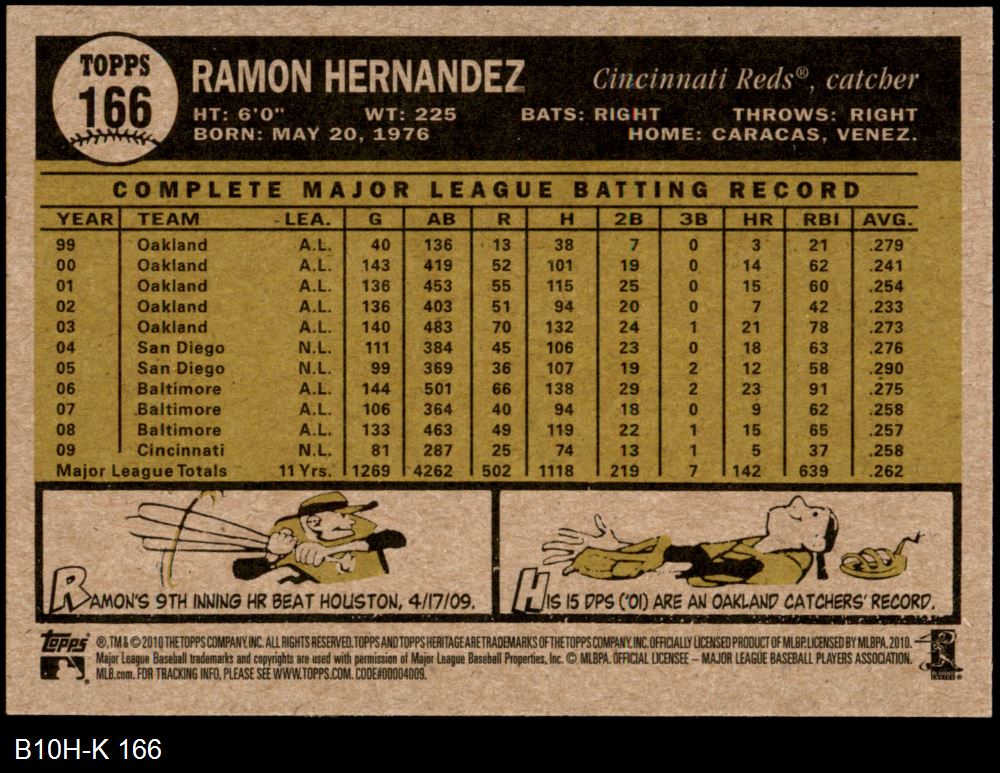 TOPPS
166
RAMON HERNANDEZ
Cincinnati Reds®, catcher
HT: 6'0" WT: 225 BATS: RIGHT THROWS: RIGHT
BORN: MAY 20, 1976 HOME: CARACAS, VENEZ.
COMPLETE MAJOR LEAGUE BATTING RECORD
YEAR TEAM LEA. G AB R H 2B 3B HR RBI AVG.
99 Oakland A.L. 40 136 13 38 7 0 3 21 .279
00 Oakland A.L. 143 419 52 101 19 0 14 62 .241
01 Oakland A.L. 136 453 55 115 25 0 15 60 .254
02 Oakland A.L. 136 403 51 94 20 0 7 42 .233
03 Oakland A.L. 140 483 70 132 24 1 21 78 .273
04 San Diego N.L. 111 384 45 106 23 0 18 63 .276
05 San Diego N.L. 99 369 36 107 19 2 12 58 .290
06 Baltimore A.L. 144 501 66 138 29 2 23 91 .275
07 Baltimore A.L. 106 364 40 94 18 0 9 62 .258
08 Baltimore A.L. 133 463 49 119 22 1 15 65 .257
09 Cincinnati N.L. 81 287 25 74 13 1 5 37 .258
Major League Totals 11 Yrs. 1269 4262 502 1118 219 7 142 639 .262
RAMON'S 9TH INNING HR BEAT HOUSTON, 4/17/09.
HIS 15 DPS ('01) ARE AN OAKLAND CATCHERS' RECORD.
topps ®, TM & © 2010 THE TOPPS COMPANY, INC. ALL RIGHTS RESERVED. TOPPS AND TOPPS HERITAGE ARE TRADEMARKS OF THE TOPPS COMPANY, INC. OFFICIALLY LICENSED PRODUCT OF MLBP. LICENSED BY MLBPA. 2010.
Major League Baseball trademarks and copyrights are used with permission of Major League Baseball Properties, Inc. © MLBPA. OFFICIAL LICENSEE – MAJOR LEAGUE BASEBALL PLAYERS ASSOCIATION.
MLB.com. FOR TRACKING INFO, PLEASE SEE WWW.TOPPS.COM. CODE#00004009.
B10H-K 166